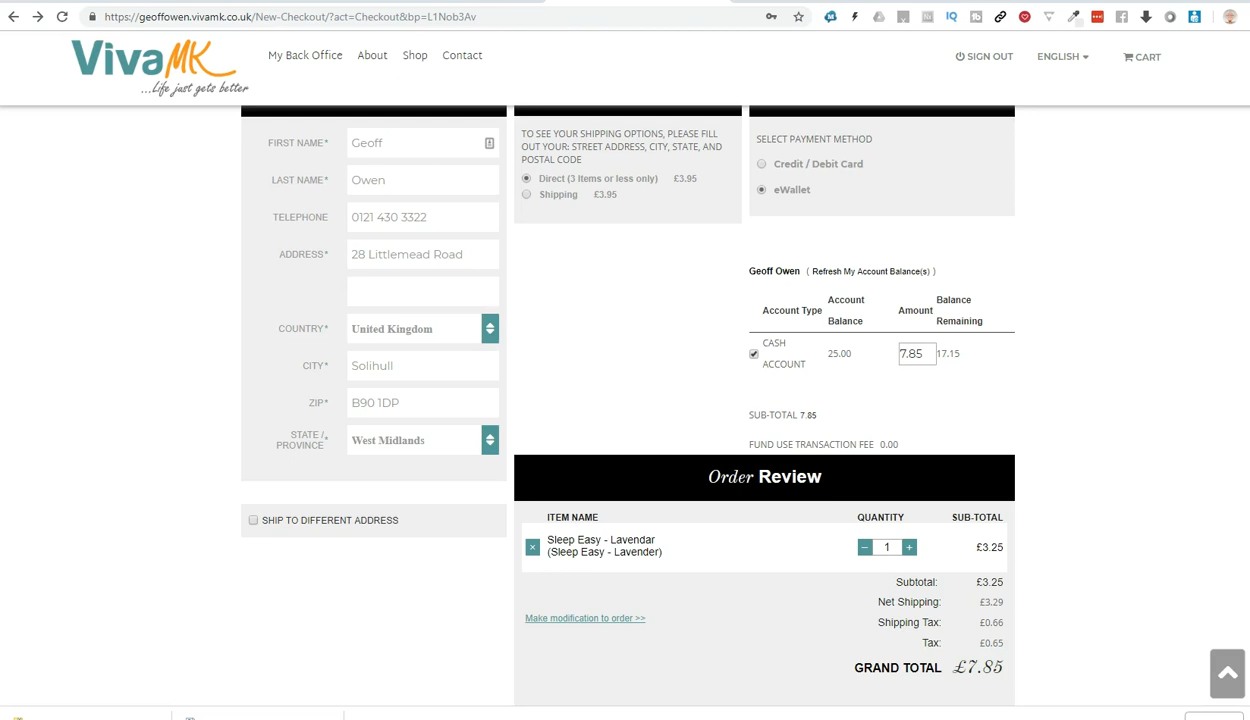 https://geoffowen.vivamk.co.uk/New-Checkout/?act=Checkout&bp=L1Nob3Av
VivaMK
...Life just gets better
My Back Office About Shop Contact
SIGN OUT ENGLISH CART
FIRST NAME* Geoff
LAST NAME* Owen
TELEPHONE 0121 430 3322
ADDRESS* 28 Littlemead Road
COUNTRY* United Kingdom
CITY* Solihull
ZIP* B90 1DP
STATE /
PROVINCE* West Midlands
SHIP TO DIFFERENT ADDRESS
TO SEE YOUR SHIPPING OPTIONS, PLEASE FILL
OUT YOUR: STREET ADDRESS, CITY, STATE, AND
POSTAL CODE
Direct (3 Items or less only) £3.95
Shipping £3.95
SELECT PAYMENT METHOD
Credit / Debit Card
eWallet
Geoff Owen ( Refresh My Account Balance(s) )
Account Type Account Balance Amount Balance Remaining
CASH ACCOUNT 25.00 7.85 17.15
SUB-TOTAL 7.85
FUND USE TRANSACTION FEE 0.00
Order Review
ITEM NAME QUANTITY SUB-TOTAL
Sleep Easy - Lavendar
(Sleep Easy - Lavender) 1 £3.25
Subtotal: £3.25
Net Shipping: £3.29
Make modification to order >>
Shipping Tax: £0.66
Tax: £0.65
GRAND TOTAL £7.85